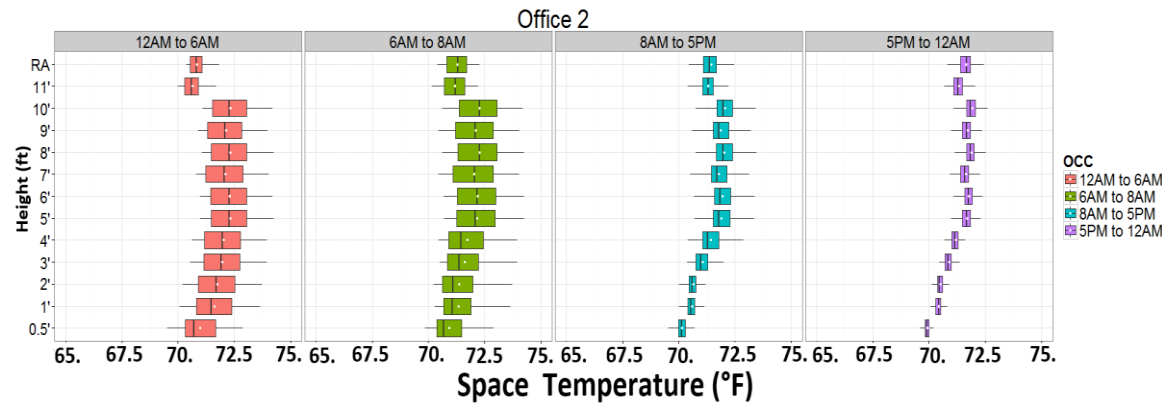 Office 2
12AM to 6AM 6AM to 8AM 8AM to 5PM 5PM to 12AM
Height (ft)
RA
11'
10'
9'
8'
7'
6'
5'
4'
3'
2'
1'
0.5'
OCC
12AM to 6AM
6AM to 8AM
8AM to 5PM
5PM to 12AM
65. 67.5 70. 72.5 75. 65. 67.5 70. 72.5 75. 65. 67.5 70. 72.5 75. 65. 67.5 70. 72.5 75.
Space Temperature (°F)